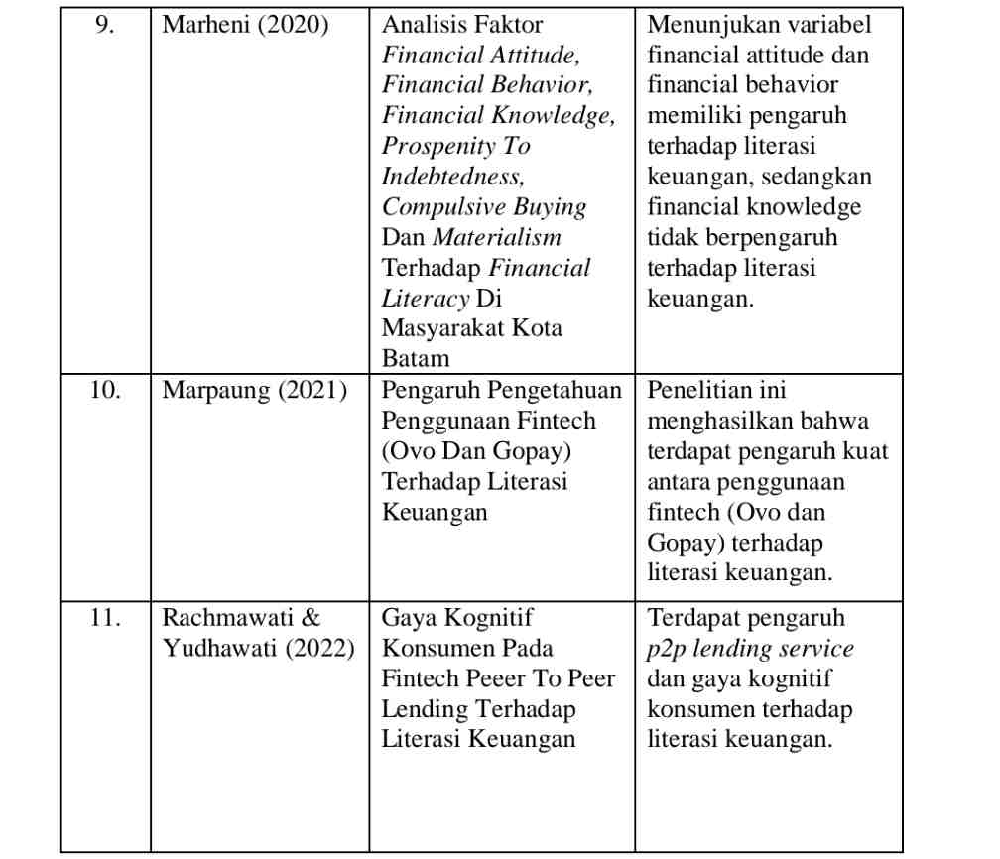 9.
Marheni (2020)
Analisis Faktor
Financial Attitude,
Financial Behavior,
Financial Knowledge,
Prospenity To
Indebtedness,
Compulsive Buying
Dan Materialism
Terhadap Financial
Literacy Di
Masyarakat Kota
Batam
Menunjukan variabel
financial attitude dan
financial behavior
memiliki pengaruh
terhadap literasi
keuangan, sedangkan
financial knowledge
tidak berpengaruh
terhadap literasi
keuangan.
10.
Marpaung (2021)
Pengaruh Pengetahuan
Penggunaan Fintech
(Ovo Dan Gopay)
Terhadap Literasi
Keuangan
Penelitian ini
menghasilkan bahwa
terdapat pengaruh kuat
antara penggunaan
fintech (Ovo dan
Gopay) terhadap
literasi keuangan.
11.
Rachmawati &
Yudhawati (2022)
Gaya Kognitif
Konsumen Pada
Fintech Peeer To Peer
Lending Terhadap
Literasi Keuangan
Terdapat pengaruh
p2p lending service
dan gaya kognitif
konsumen terhadap
literasi keuangan.